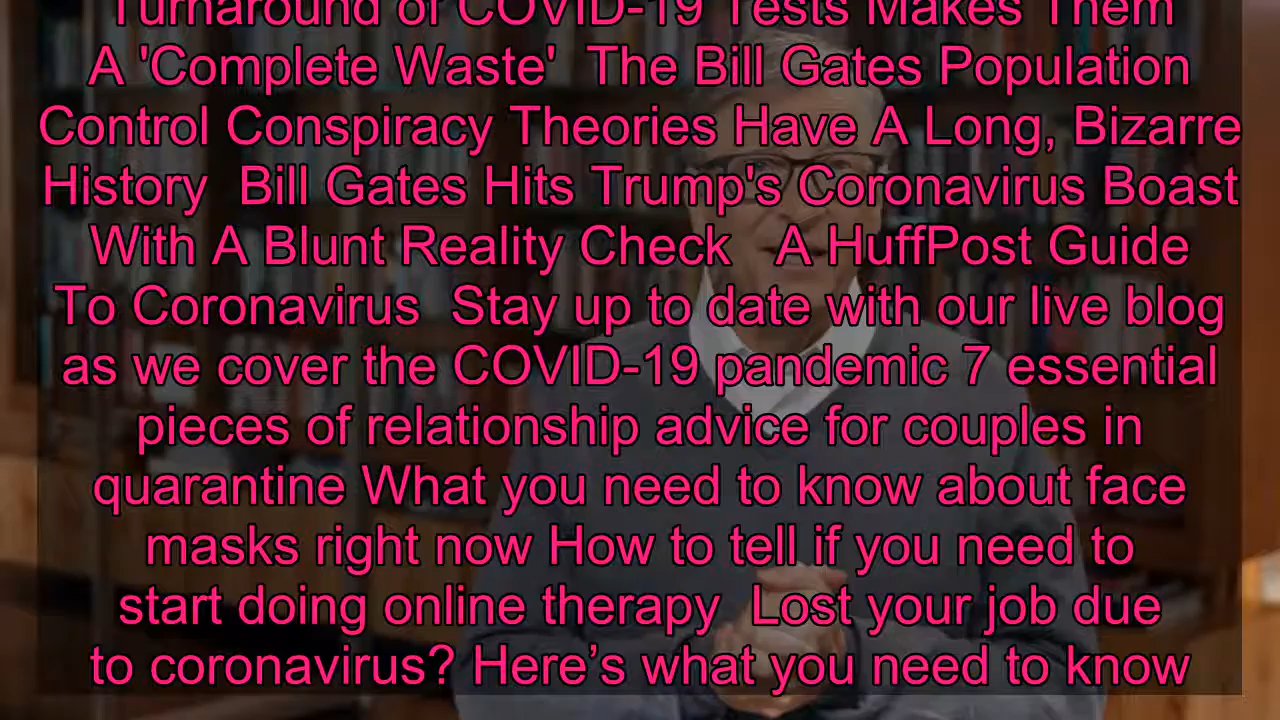 Turnaround of COVID-19 Tests Makes Them
A 'Complete Waste'  The Bill Gates Population
Control Conspiracy Theories Have A Long, Bizarre
History  Bill Gates Hits Trump's Coronavirus Boast
With A Blunt Reality Check   A HuffPost Guide
To Coronavirus  Stay up to date with our live blog
as we cover the COVID-19 pandemic 7 essential
pieces of relationship advice for couples in
quarantine What you need to know about face
masks right now How to tell if you need to
start doing online therapy  Lost your job due
to coronavirus? Here’s what you need to know